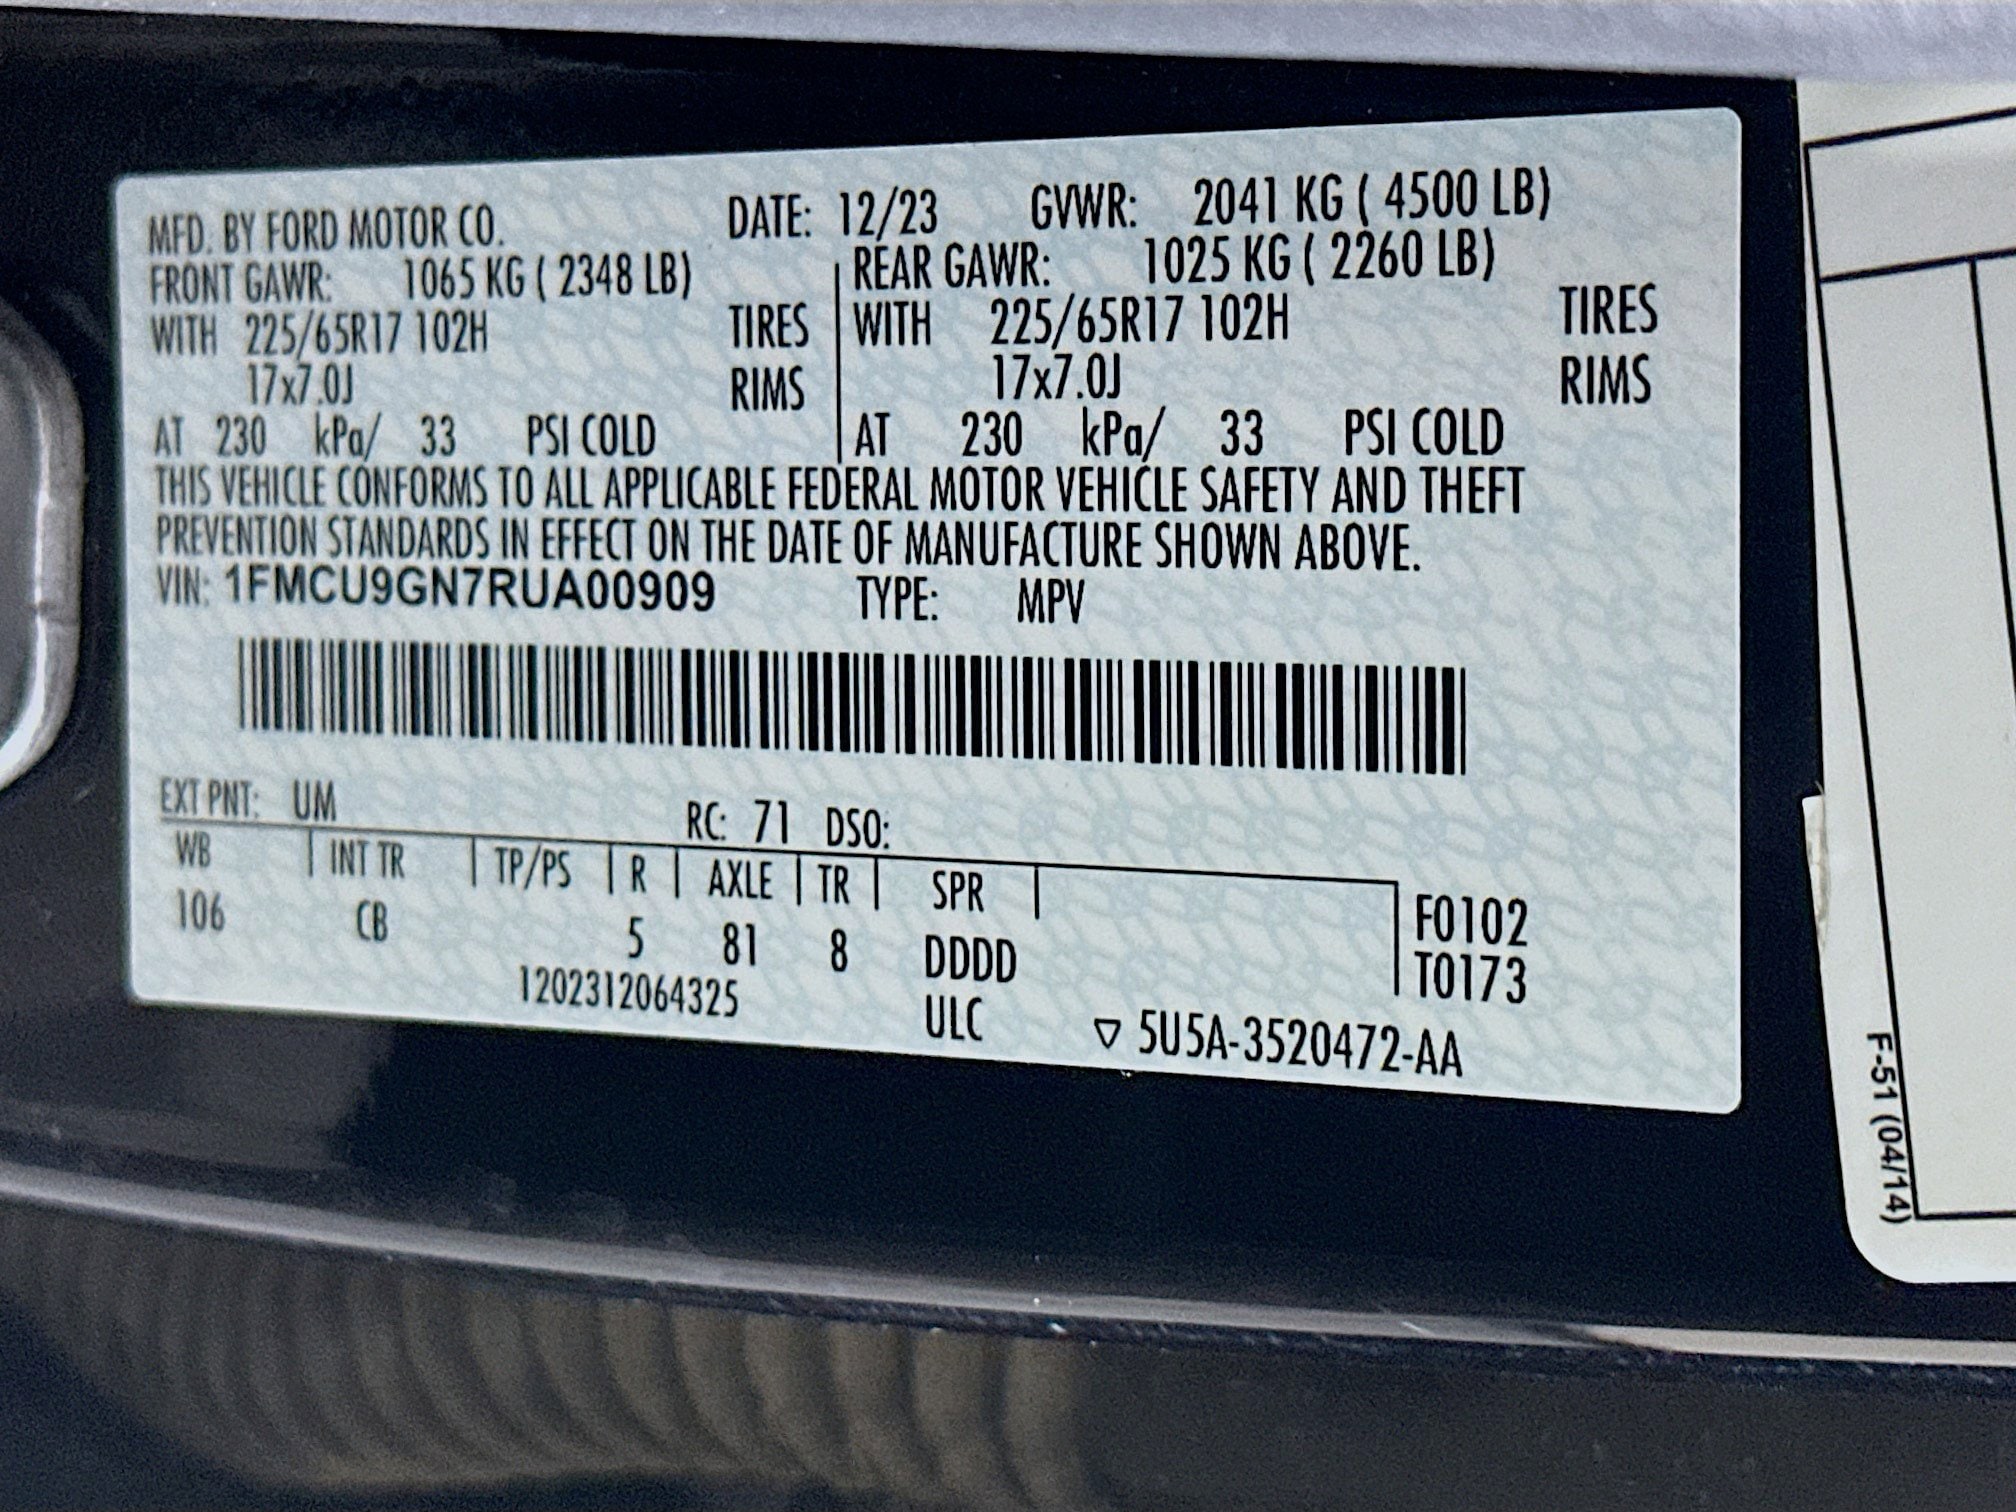 MFD. BY FORD MOTOR CO. DATE: 12/23 GVWR: 2041 KG ( 4500 LB)
FRONT GAWR: 1065 KG ( 2348 LB) REAR GAWR: 1025 KG ( 2260 LB)
WITH 225/65R17 102H TIRES WITH 225/65R17 102H TIRES
17x7.0J RIMS 17x7.0J RIMS
AT 230 kPa/ 33 PSI COLD AT 230 kPa/ 33 PSI COLD
THIS VEHICLE CONFORMS TO ALL APPLICABLE FEDERAL MOTOR VEHICLE SAFETY AND THEFT
PREVENTION STANDARDS IN EFFECT ON THE DATE OF MANUFACTURE SHOWN ABOVE.
VIN: 1FMCU9GN7RUA00909 TYPE: MPV
EXT PNT: UM RC: 71 DSO:
WB INT TR TP/PS R AXLE TR SPR
106 CB 5 81 8 DDDD
F0102
T0173
1202312064325 ULC ▽ 5U5A-3520472-AA
F-51 (04/14)